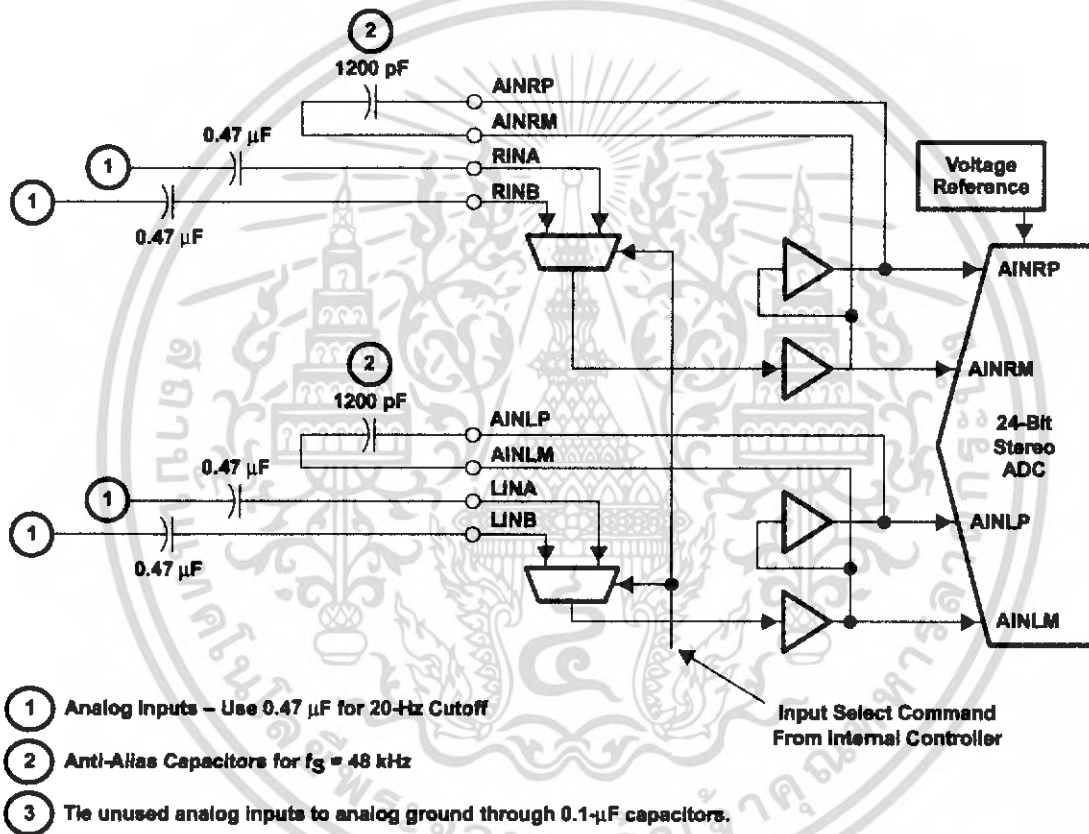 2
1200 pF
AINRP
AINRM
0.47 µF
1
RINA
RINB
1
0.47 µF
Voltage
Reference
AINRP
AINRM
2
1200 pF
AINLP
AINLM
0.47 µF
1
LINA
LINB
1
0.47 µF
24-Bit
Stereo
ADC
AINLP
AINLM
1 Analog Inputs – Use 0.47 µF for 20-Hz Cutoff
Input Select Command
From Internal Controller
2 Anti-Alias Capacitors for fS = 48 kHz
3 Tie unused analog inputs to analog ground through 0.1-µF capacitors.